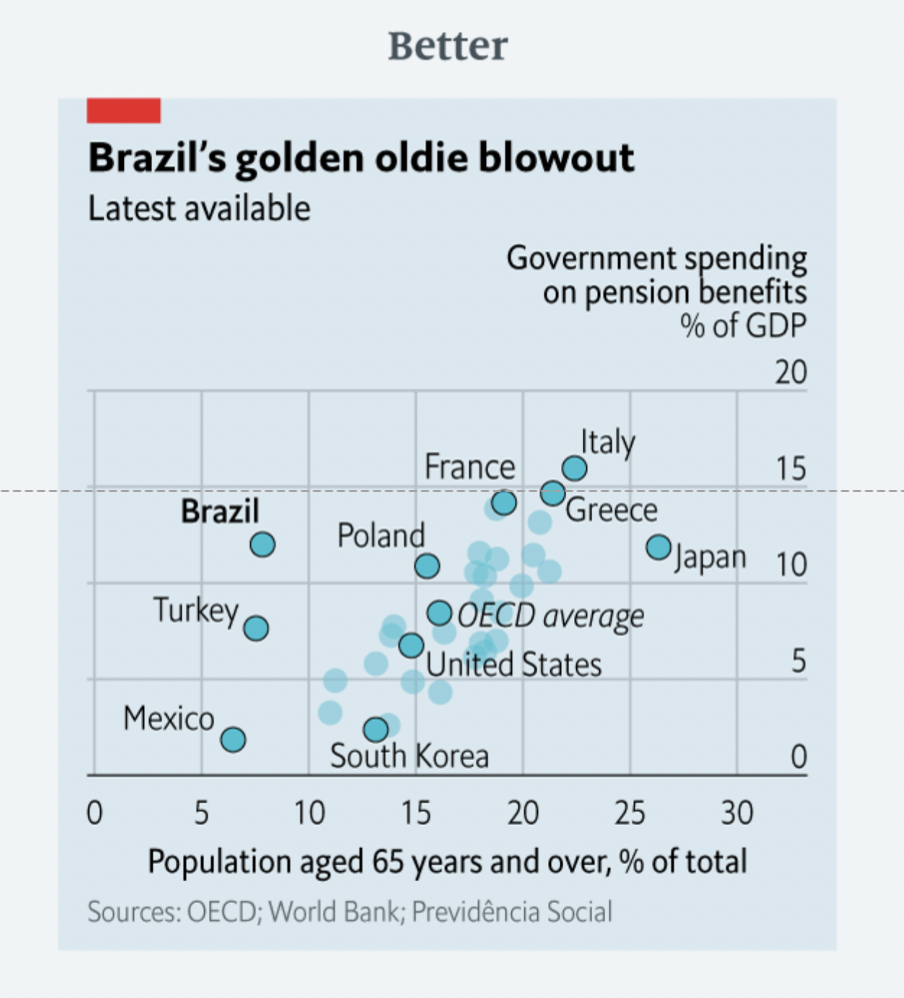 Better
Brazil’s golden oldie blowout
Latest available
Government spending
on pension benefits
% of GDP
20
Italy
France
15
Brazil
Greece
Poland
Japan
10
Turkey
OECD average
5
United States
Mexico
South Korea
0
0 5 10 15 20 25 30
Population aged 65 years and over, % of total
Sources: OECD; World Bank; Previdência Social